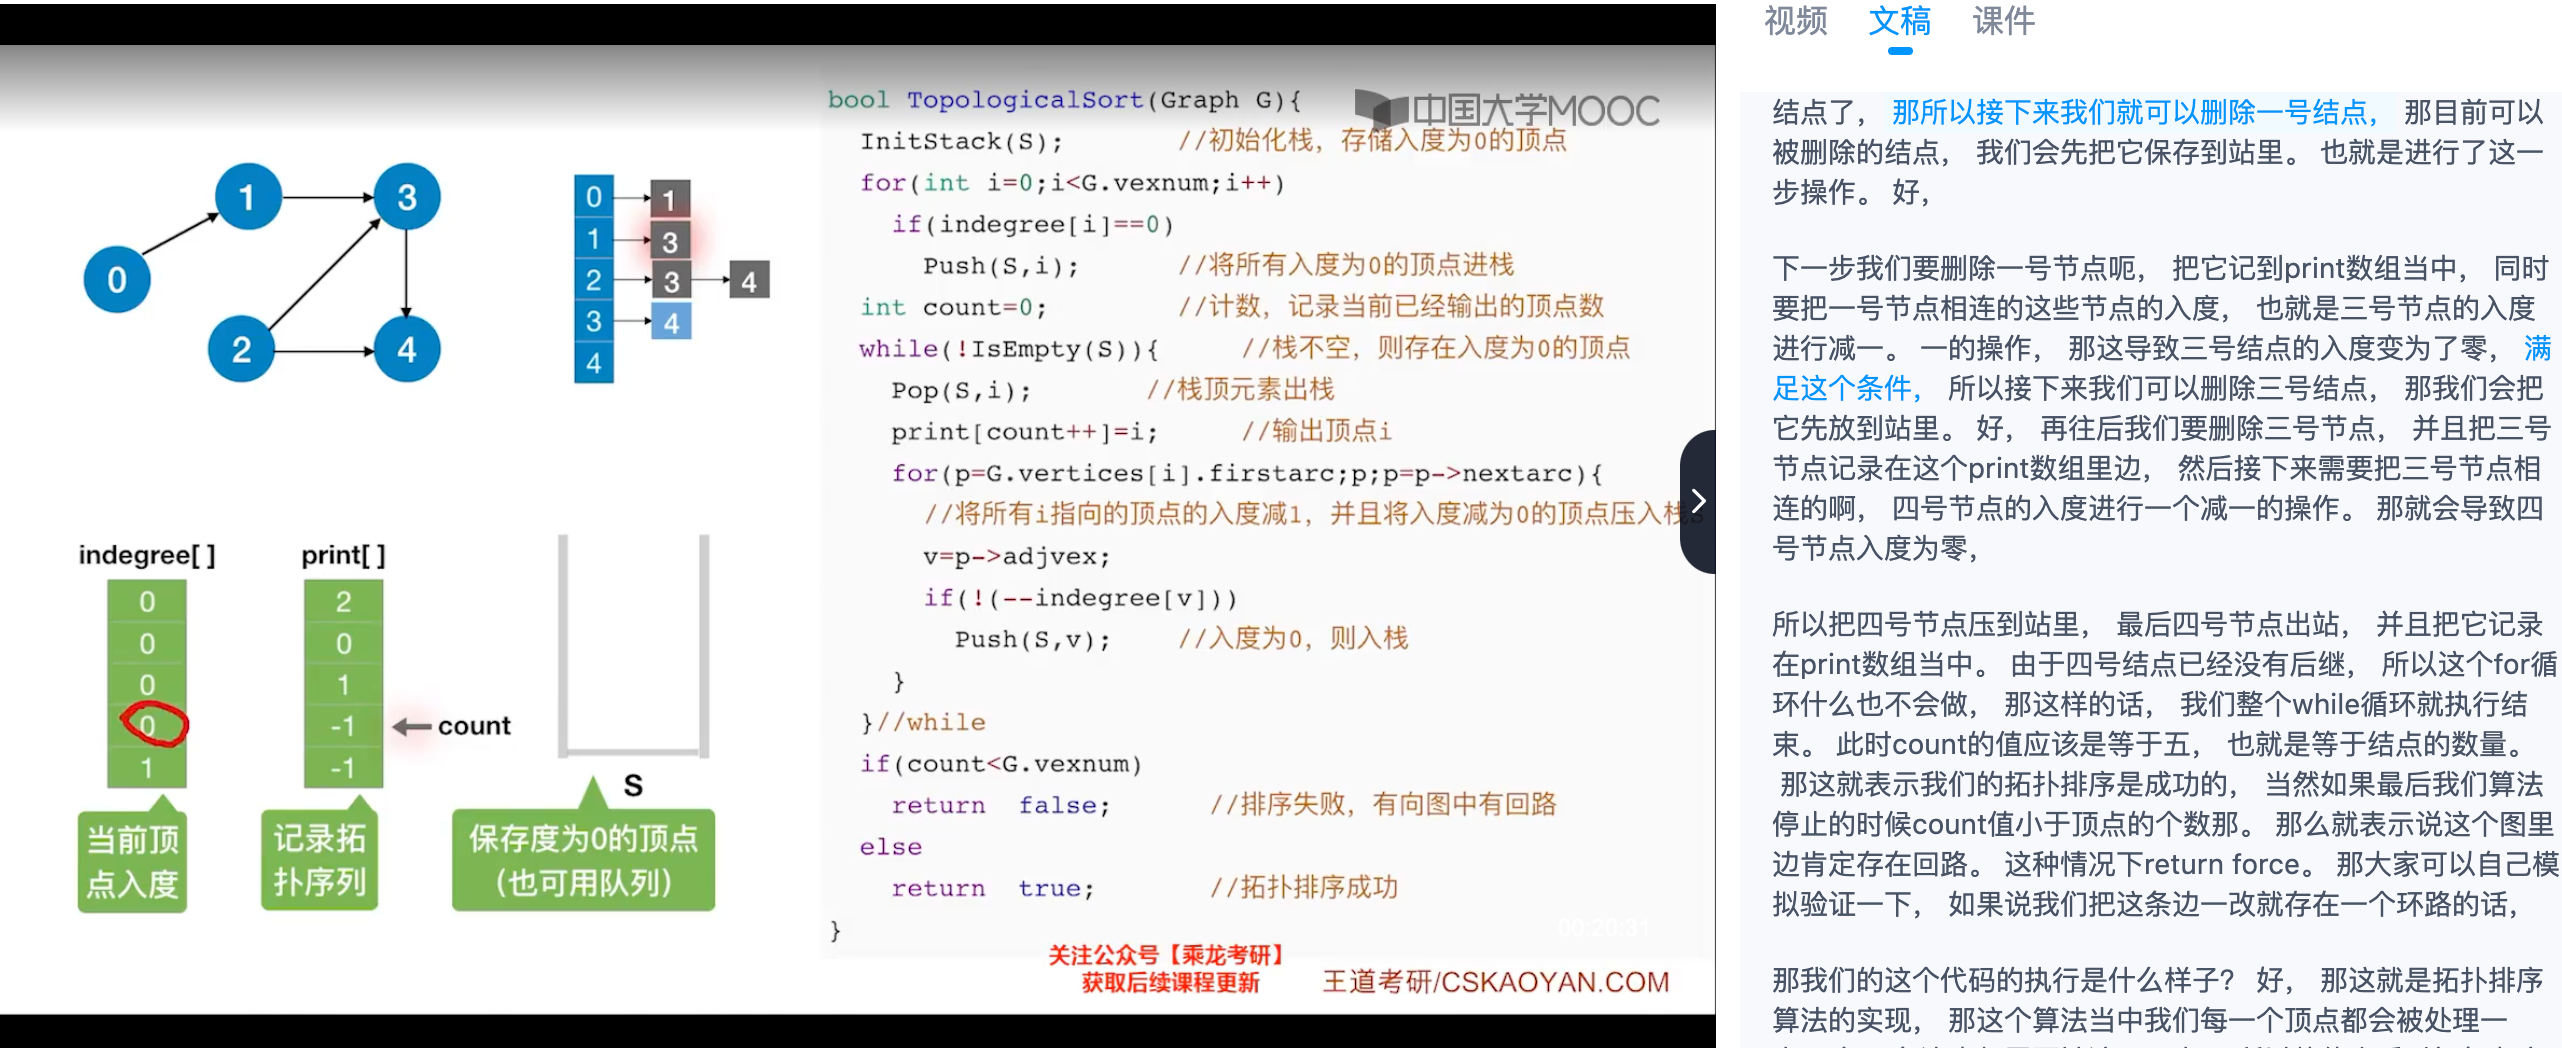 视频 文稿 课件
中国大学MOOC
bool TopologicalSort(Graph G){
InitStack(S); //初始化栈，存储入度为0的顶点
for(int i=0;i<G.vexnum;i++)
if(indegree[i]==0)
Push(S,i); //将所有入度为0的顶点进栈
int count=0; //计数，记录当前已经输出的顶点数
while(!IsEmpty(S)){ //栈不空，则存在入度为0的顶点
Pop(S,i); //栈顶元素出栈
print[count++]=i; //输出顶点i
for(p=G.vertices[i].firstarc;p;p=p->nextarc){
//将所有i指向的顶点的入度减1，并且将入度减为0的顶点压入栈
v=p->adjvex;
if(!(--indegree[v]))
Push(S,v); //入度为0，则入栈
}
}//while
if(count<G.vexnum)
return false; //排序失败，有向图中有回路
else
return true; //拓扑排序成功
}
00:20:31
关注公众号【乘龙考研】
获取后续课程更新
王道考研/CSKAOYAN.COM
1
3
0
2
4
0 1
1 3
2 3 4
3 4
4
indegree[ ]
0
0
0
0
1
当前顶
点入度
print[ ]
2
0
1
-1
-1
count
记录拓
扑序列
S
保存度为0的顶点
（也可用队列）
结点了， 那所以接下来我们就可以删除一号结点， 那目前可以
被删除的结点， 我们会先把它保存到站里。 也就是进行了这一
步操作。 好，
下一步我们要删除一号节点呃， 把它记到print数组当中， 同时
要把一号节点相连的这些节点的入度， 也就是三号节点的入度
进行减一。 一的操作， 那这导致三号结点的入度变为了零， 满
足这个条件， 所以接下来我们可以删除三号结点， 那我们会把
它先放到站里。 好， 再往后我们要删除三号节点， 并且把三号
节点记录在这个print数组里边， 然后接下来需要把三号节点相
连的啊， 四号节点的入度进行一个减一的操作。 那就会导致四
号节点入度为零，
所以把四号节点压到站里， 最后四号节点出站， 并且把它记录
在print数组当中。 由于四号结点已经没有后继， 所以这个for循
环什么也不会做， 那这样的话， 我们整个while循环就执行结
束。 此时count的值应该是等于五， 也就是等于结点的数量。
那这就表示我们的拓扑排序是成功的， 当然如果最后我们算法
停止的时候count值小于顶点的个数那。 那么就表示说这个图里
边肯定存在回路。 这种情况下return force。 那大家可以自己模
拟验证一下， 如果说我们把这条边一改就存在一个环路的话，
那我们的这个代码的执行是什么样子？ 好， 那这就是拓扑排序
算法的实现， 那这个算法当中我们每一个顶点都会被处理一